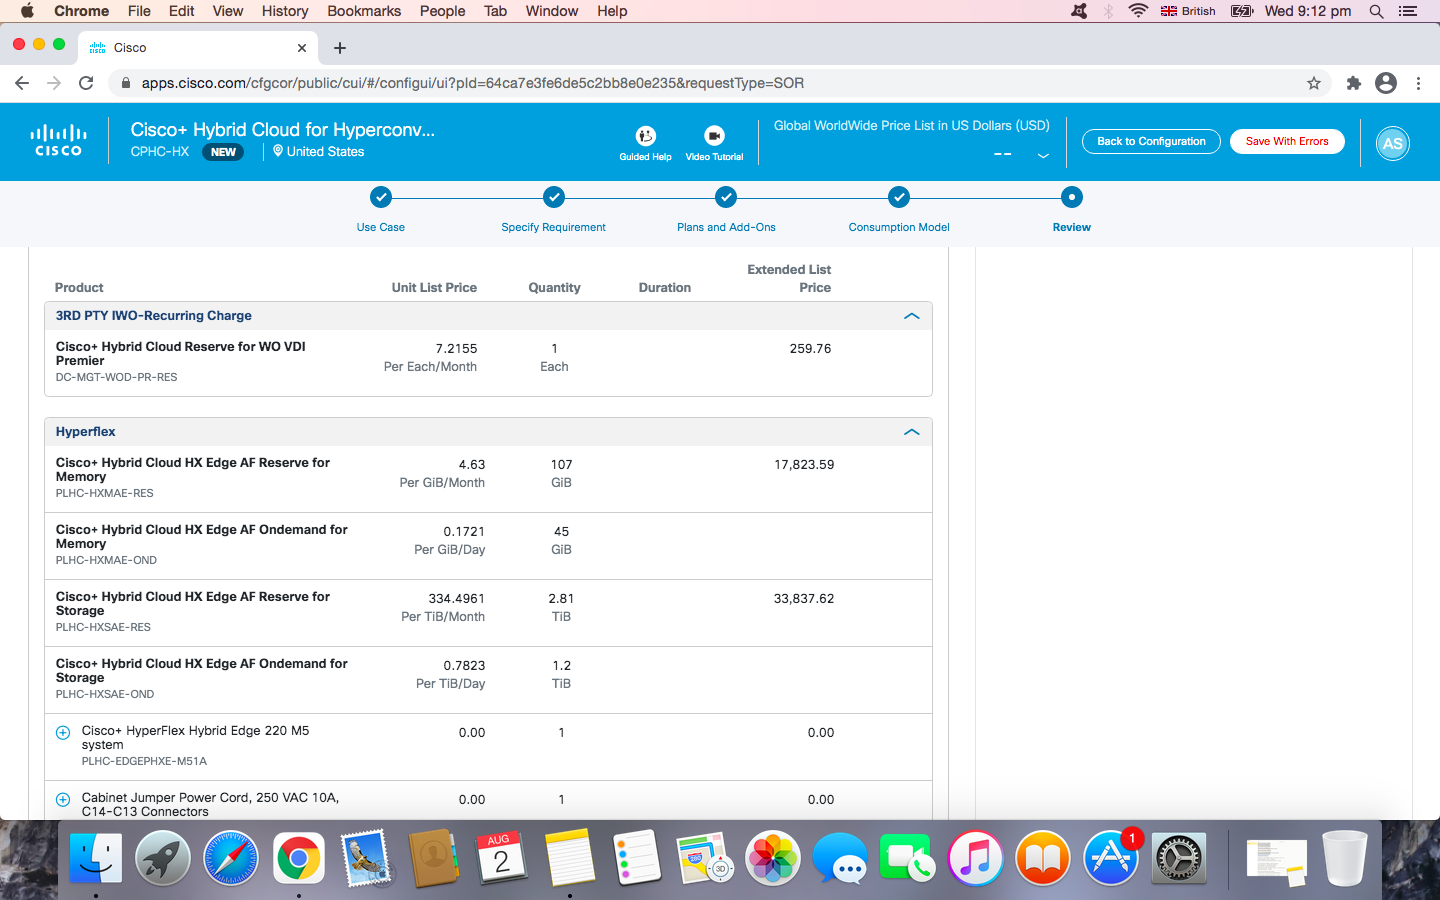 Chrome File Edit View History Bookmarks People Tab Window Help British Wed 9:12 pm
Cisco
apps.cisco.com/cfgcor/public/cui/#/configui/ui?pId=64ca7e3fe6de5c2bb8e0e235&requestType=SOR
CISCO
Cisco+ Hybrid Cloud for Hyperconv...
CPHC-HX NEW United States
Guided Help Video Tutorial
Global WorldWide Price List in US Dollars (USD)
--
Back to Configuration Save With Errors AS
Use Case Specify Requirement Plans and Add-Ons Consumption Model Review
Product Unit List Price Quantity Duration Extended List
Price
3RD PTY IWO-Recurring Charge
Cisco+ Hybrid Cloud Reserve for WO VDI 7.2155 1 259.76
Premier Per Each/Month Each
DC-MGT-WOD-PR-RES
Hyperflex
Cisco+ Hybrid Cloud HX Edge AF Reserve for 4.63 107 17,823.59
Memory Per GiB/Month GiB
PLHC-HXMAE-RES
Cisco+ Hybrid Cloud HX Edge AF Ondemand for 0.1721 45
Memory Per GiB/Day GiB
PLHC-HXMAE-OND
Cisco+ Hybrid Cloud HX Edge AF Reserve for 334.4961 2.81 33,837.62
Storage Per TiB/Month TiB
PLHC-HXSAE-RES
Cisco+ Hybrid Cloud HX Edge AF Ondemand for 0.7823 1.2
Storage Per TiB/Day TiB
PLHC-HXSAE-OND
Cisco+ HyperFlex Hybrid Edge 220 M5 0.00 1 0.00
system
PLHC-EDGEPHXE-M51A
Cabinet Jumper Power Cord, 250 VAC 10A, 0.00 1 0.00
C14-C13 Connectors
AUG
2
280
3D
1